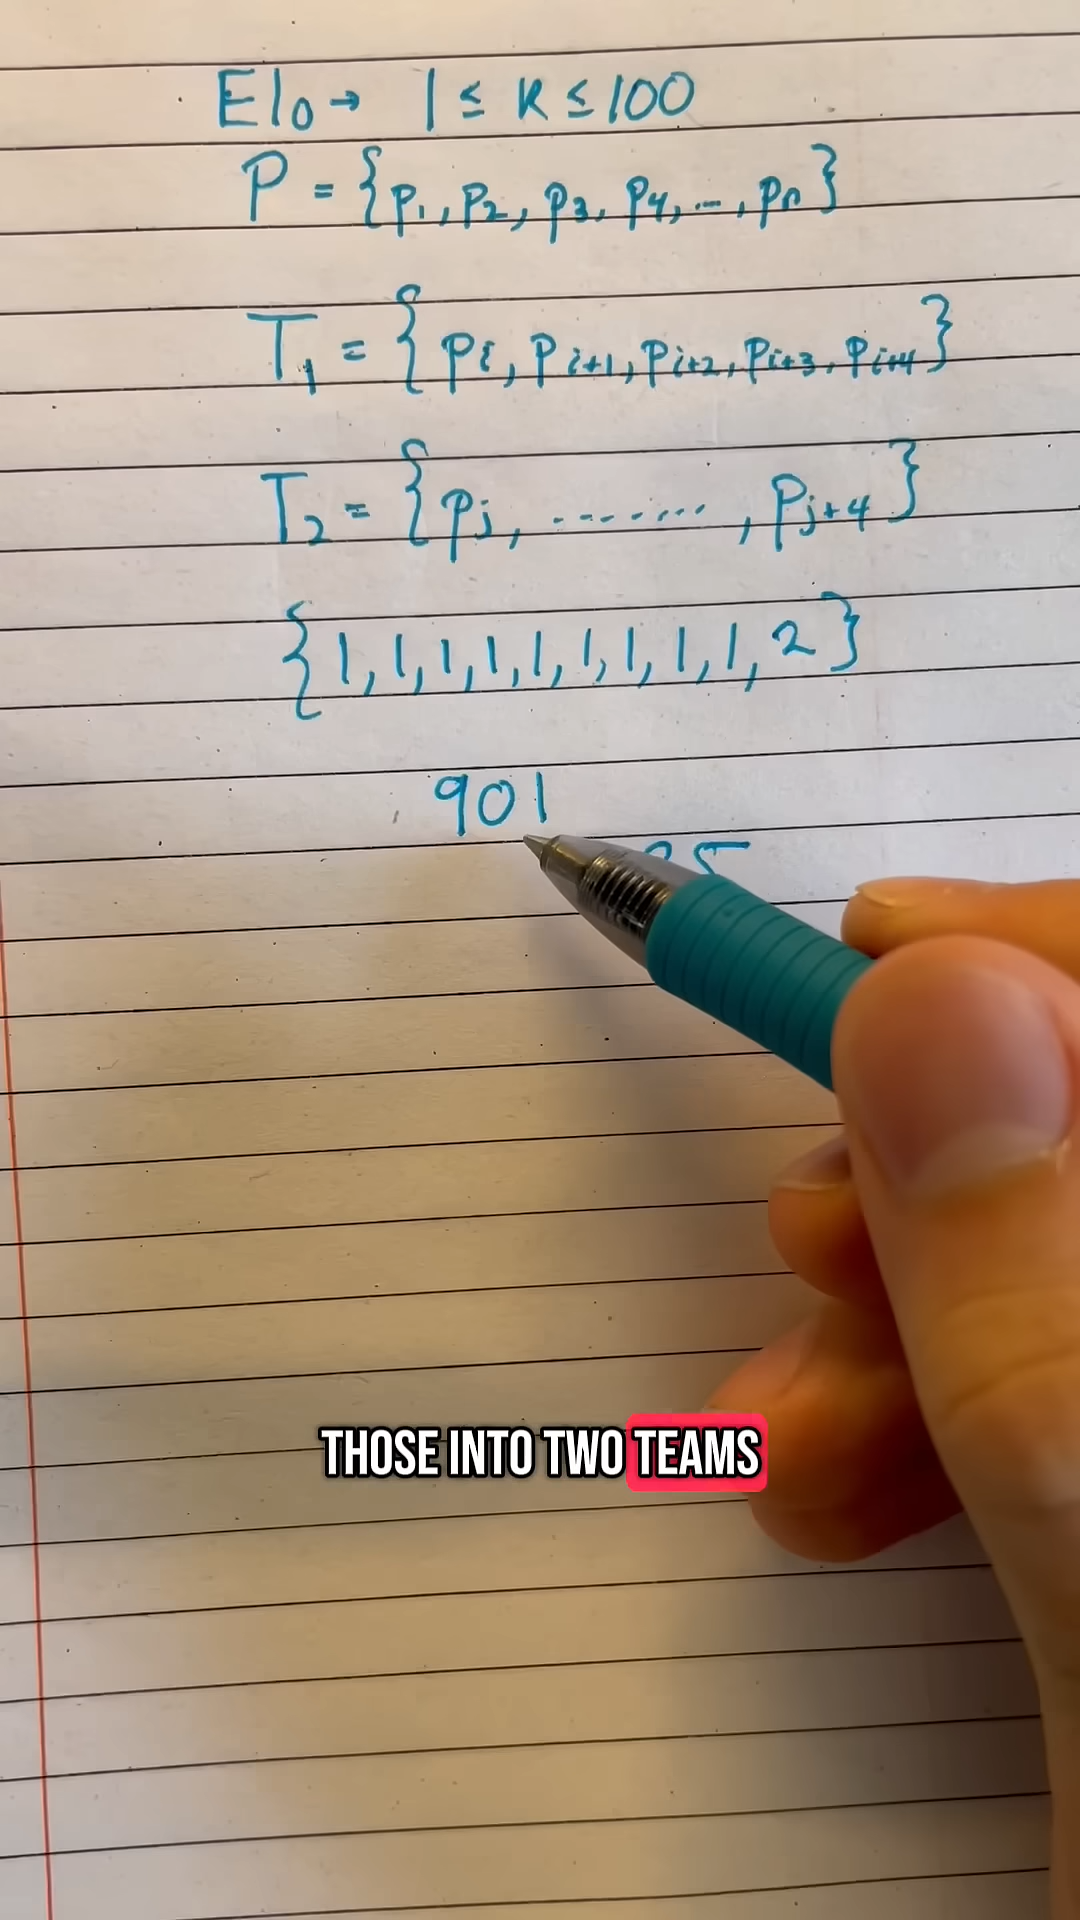 Elo → 1 ≤ K ≤ 100
P = {p₁, p₂, p₃, p₄, ..., pₙ}
T₁ = {pᵢ, pᵢ₊₁, pᵢ₊₂, pᵢ₊₃, pᵢ₊₄}
T₂ = {pⱼ, ........, pⱼ₊₄}
{1, 1, 1, 1, 1, 1, 1, 1, 1, 2}
901
THOSE INTO TWO TEAMS